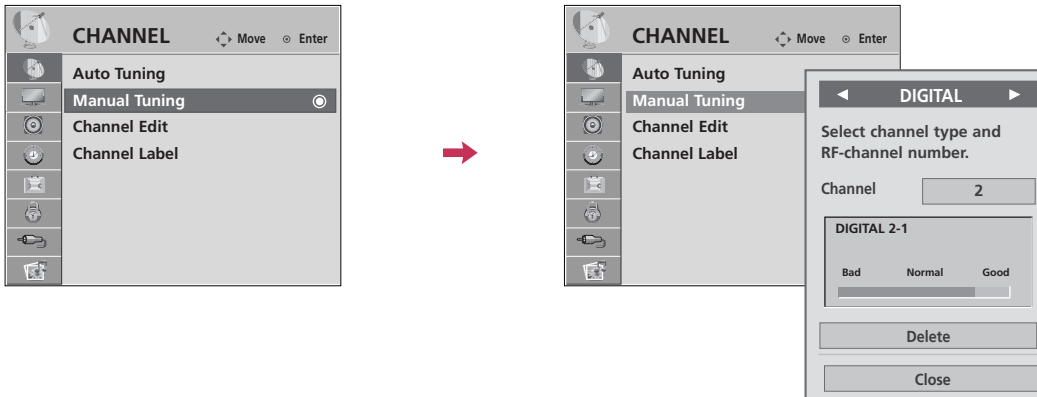 CHANNEL Move Enter
Auto Tuning
Manual Tuning
Channel Edit
Channel Label
CHANNEL Move Enter
Auto Tuning
Manual Tuning
Channel Edit
Channel Label
DIGITAL
Select channel type and
RF-channel number.
Channel 2
DIGITAL 2-1
Bad Normal Good
Delete
Close